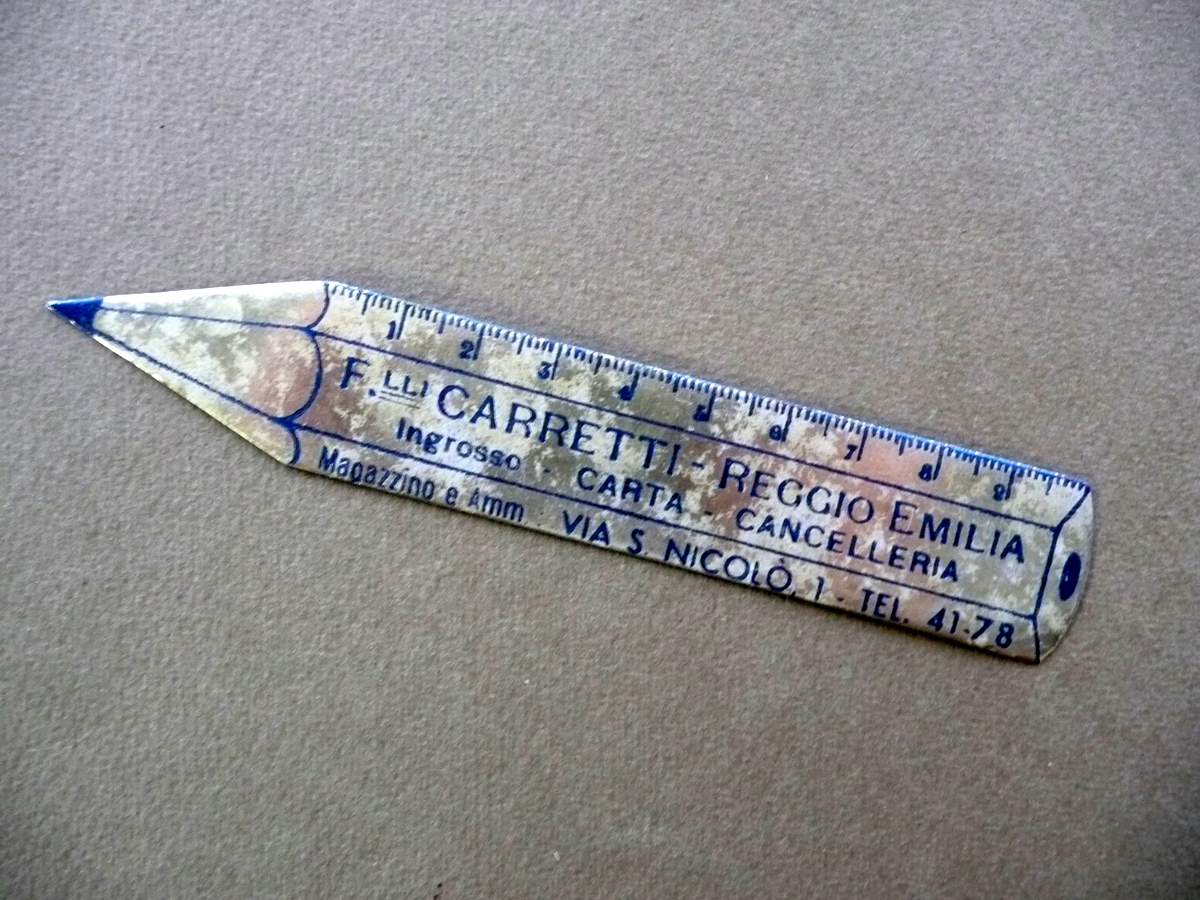 1 2 3 4 5 6 7 8 9
F.LLI CARRETTI - REGGIO EMILIA
Ingrosso - CARTA - CANCELLERIA
Magazzino e Amm. VIA S. NICOLÒ, 1 - TEL. 41-78